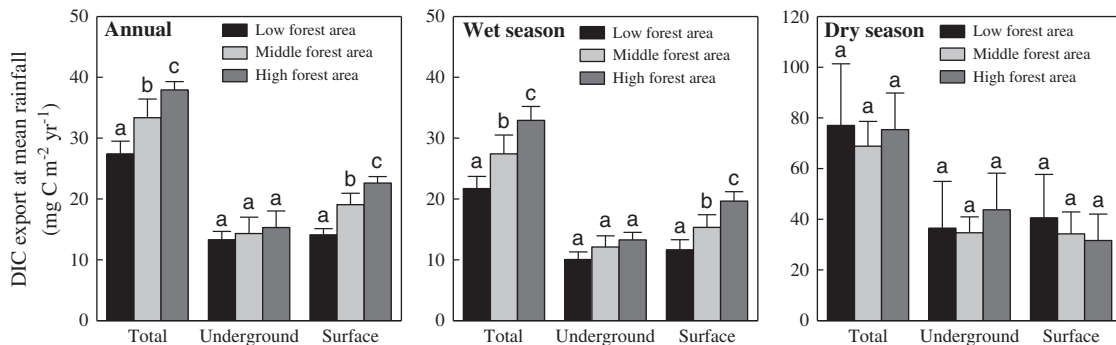 DIC export at mean rainfall
(mg C m⁻² yr⁻¹)
Annual
Low forest area
Middle forest area
High forest area
50
40
30
20
10
0
a
b
c
a
a
a
a
b
c
Total
Underground
Surface
Wet season
Low forest area
Middle forest area
High forest area
50
40
30
20
10
0
a
b
c
a
a
a
a
b
c
Total
Underground
Surface
Dry season
Low forest area
Middle forest area
High forest area
120
100
80
60
40
20
0
a
a
a
a
a
a
a
a
a
Total
Underground
Surface